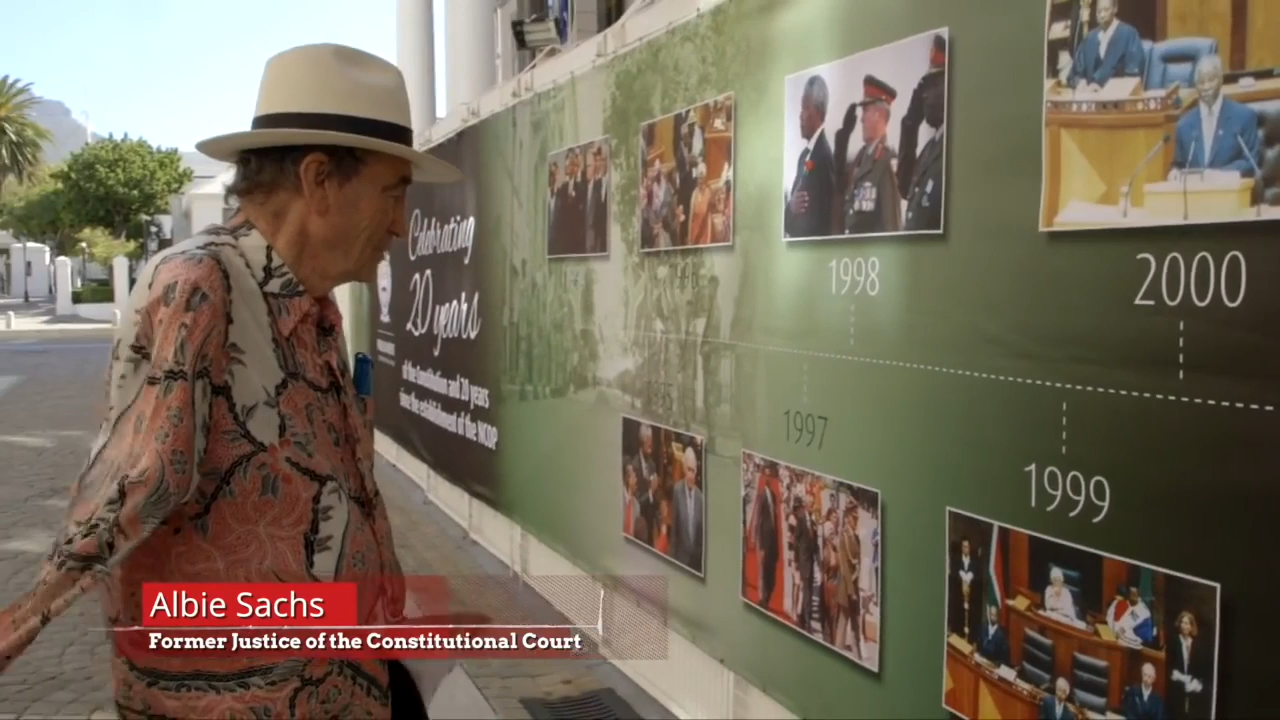 Celebrating
20 years
of the Constitution and 20 years
since the establishment of the NCOP
1998
2000
1997
1999
Albie Sachs
Former Justice of the Constitutional Court